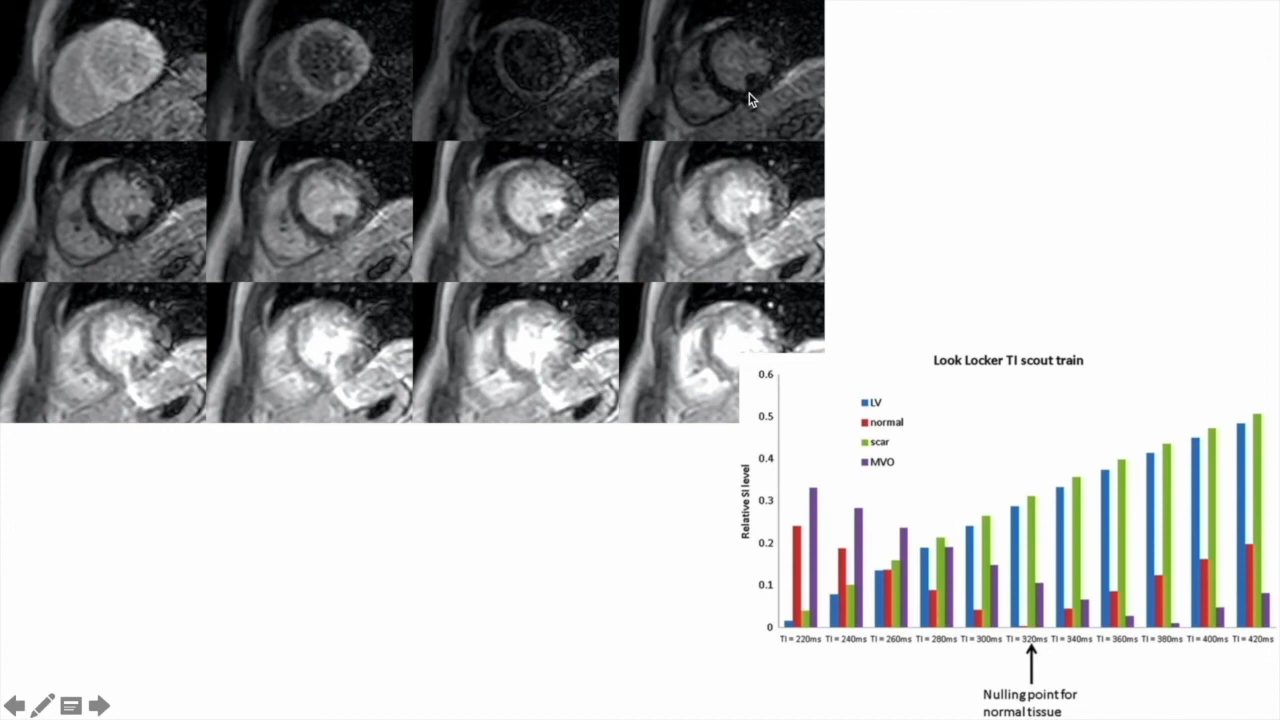 Look Locker TI scout train
0.6
0.5
0.4
0.3
0.2
0.1
0
Relative SI level
LV
normal
scar
MVO
TI = 220ms TI = 240ms TI = 260ms TI = 280ms TI = 300ms TI = 320ms TI = 340ms TI = 360ms TI = 380ms TI = 400ms TI = 420ms
Nulling point for
normal tissue